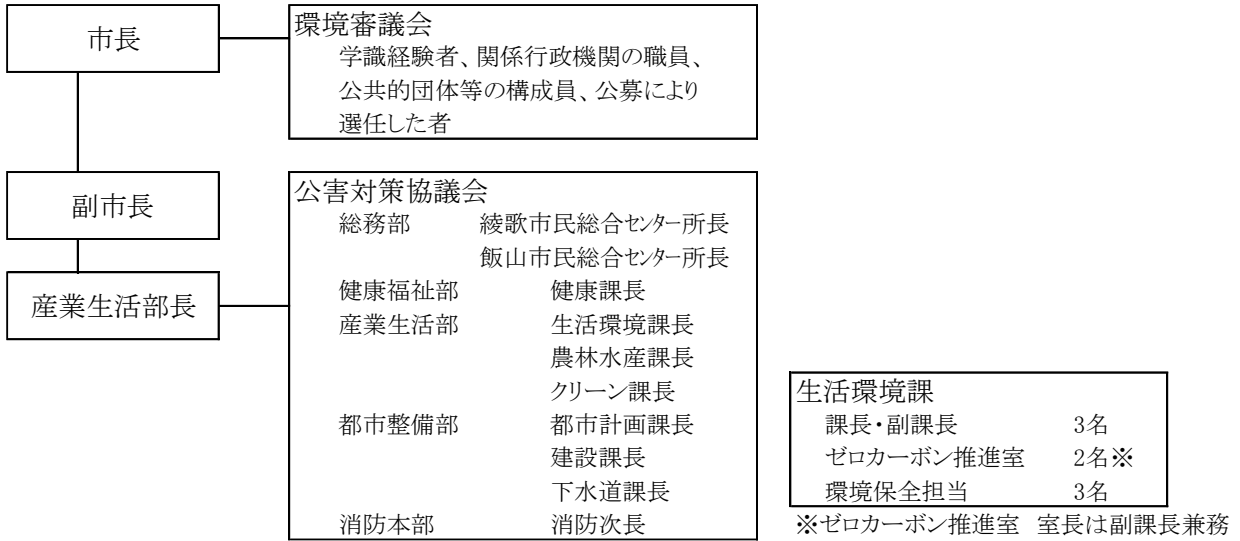 市長
環境審議会
学識経験者、関係行政機関の職員、
公共的団体等の構成員、公募により
選任した者
副市長
産業生活部長
公害対策協議会
総務部 綾歌市民総合センター所長
飯山市民総合センター所長
健康福祉部 健康課長
産業生活部 生活環境課長
農林水産課長
クリーン課長
都市整備部 都市計画課長
建設課長
下水道課長
消防本部 消防次長
生活環境課
課長・副課長 3名
ゼロカーボン推進室 2名※
環境保全担当 3名
※ゼロカーボン推進室 室長は副課長兼務